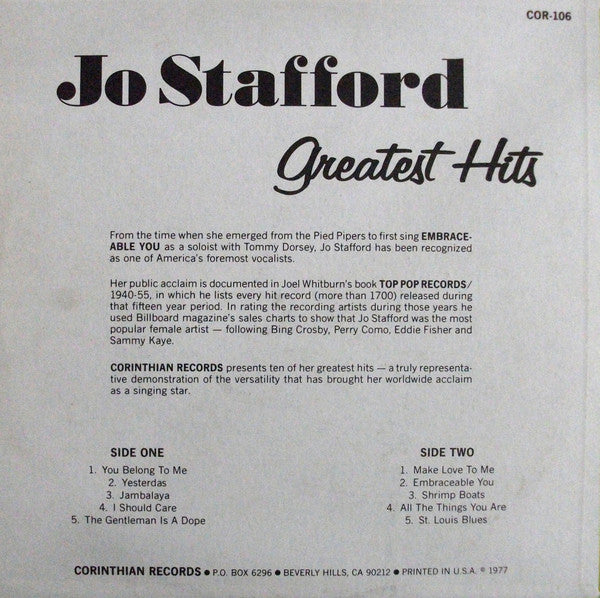 COR-106
Jo Stafford
Greatest Hits
From the time when she emerged from the Pied Pipers to first sing EMBRACE-
ABLE YOU as a soloist with Tommy Dorsey, Jo Stafford has been recognized
as one of America's foremost vocalists.
Her public acclaim is documented in Joel Whitburn's book TOP POP RECORDS/
1940-55, in which he lists every hit record (more than 1700) released during
that fifteen year period. In rating the recording artists during those years he
used Billboard magazine's sales charts to show that Jo Stafford was the most
popular female artist — following Bing Crosby, Perry Como, Eddie Fisher and
Sammy Kaye.
CORINTHIAN RECORDS presents ten of her greatest hits — a truly representa-
tive demonstration of the versatility that has brought her worldwide acclaim
as a singing star.
SIDE ONE
1. You Belong To Me
2. Yesterdas
3. Jambalaya
4. I Should Care
5. The Gentleman Is A Dope
SIDE TWO
1. Make Love To Me
2. Embraceable You
3. Shrimp Boats
4. All The Things You Are
5. St. Louis Blues
CORINTHIAN RECORDS ● P.O. BOX 6296 ● BEVERLY HILLS, CA 90212 ● PRINTED IN U.S.A. © 1977